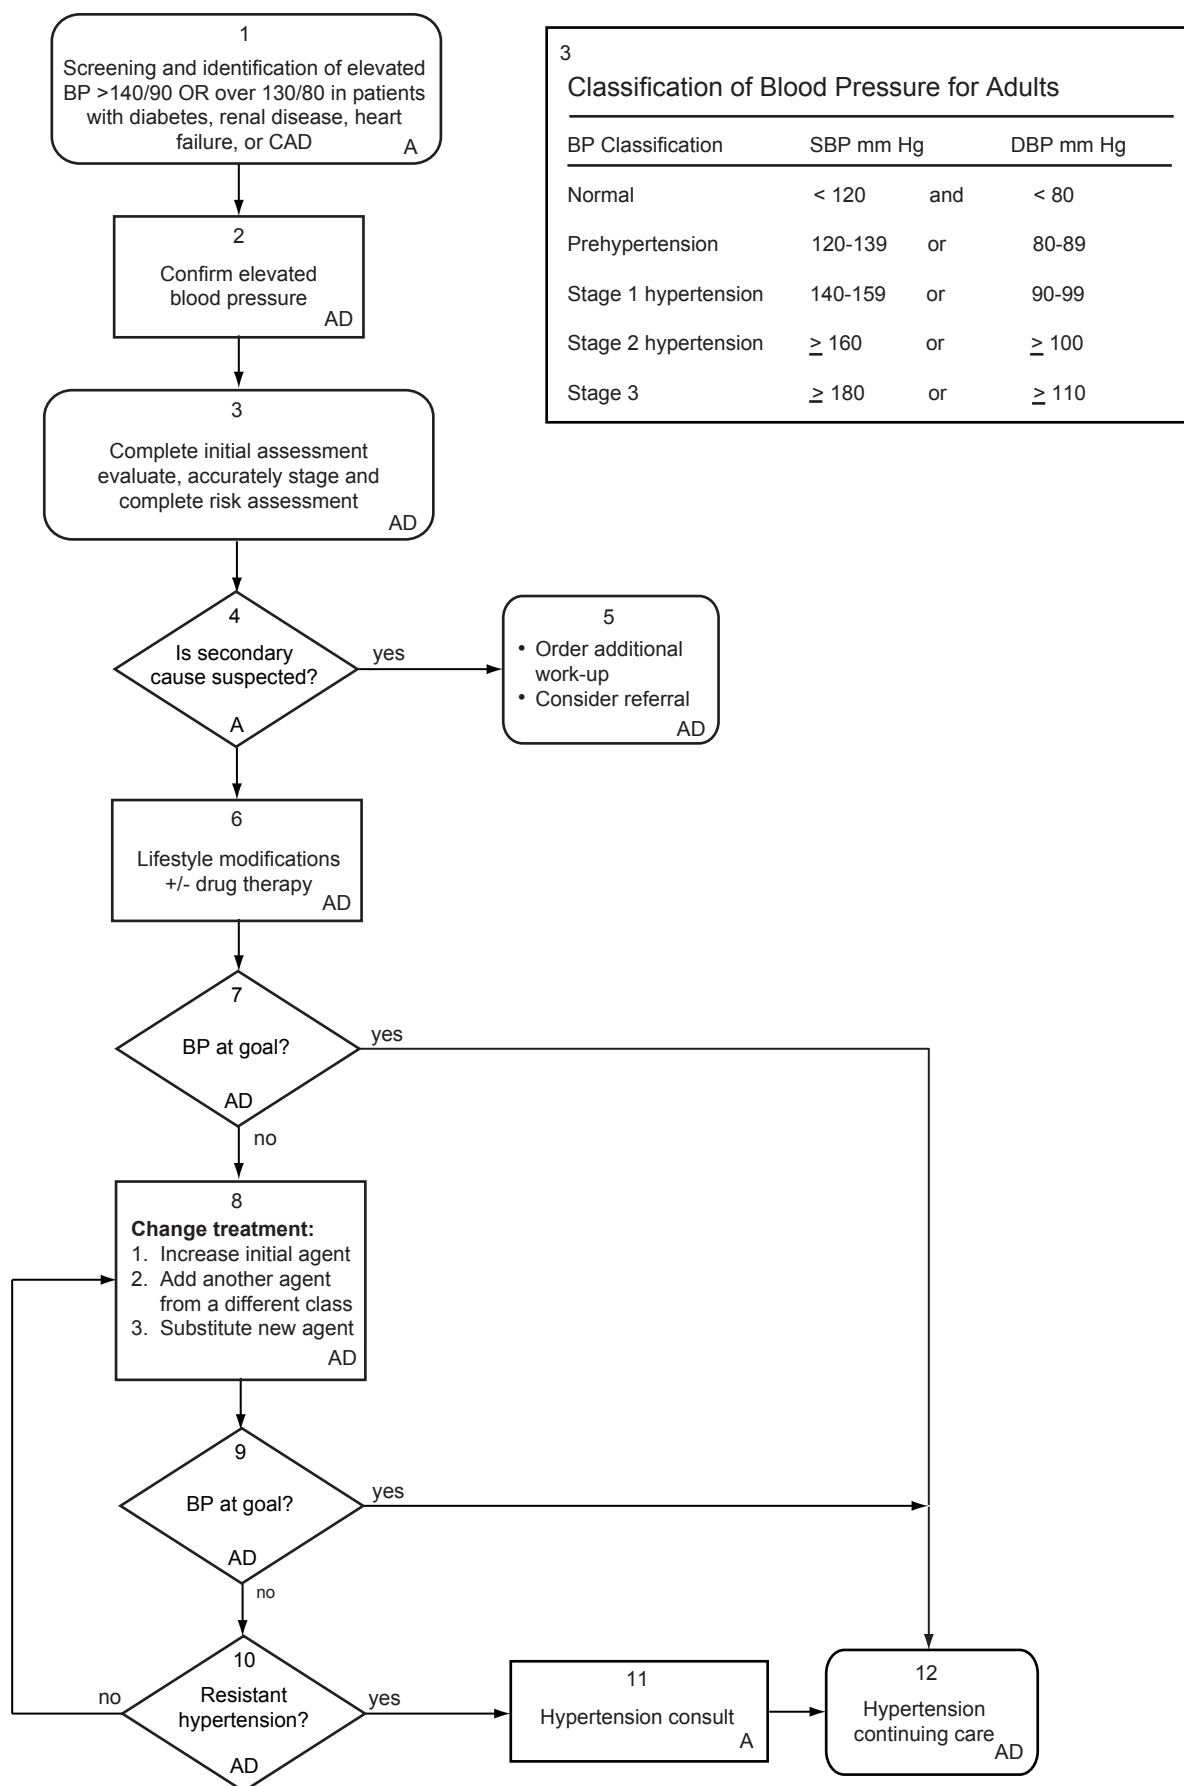 1
Screening and identification of elevated
BP >140/90 OR over 130/80 in patients
with diabetes, renal disease, heart
failure, or CAD
A
3
Classification of Blood Pressure for Adults
BP Classification SBP mm Hg DBP mm Hg
Normal < 120 and < 80
Prehypertension 120-139 or 80-89
Stage 1 hypertension 140-159 or 90-99
Stage 2 hypertension ≥ 160 or ≥ 100
Stage 3 ≥ 180 or ≥ 110
2
Confirm elevated
blood pressure
AD
3
Complete initial assessment
evaluate, accurately stage and
complete risk assessment
AD
4
Is secondary
cause suspected?
A
yes
5
• Order additional
work-up
• Consider referral
AD
6
Lifestyle modifications
+/- drug therapy
AD
7
BP at goal?
AD
yes
no
8
Change treatment:
1. Increase initial agent
2. Add another agent
from a different class
3. Substitute new agent
AD
9
BP at goal?
AD
yes
no
10
Resistant
hypertension?
AD
no
yes
11
Hypertension consult
A
12
Hypertension
continuing care
AD